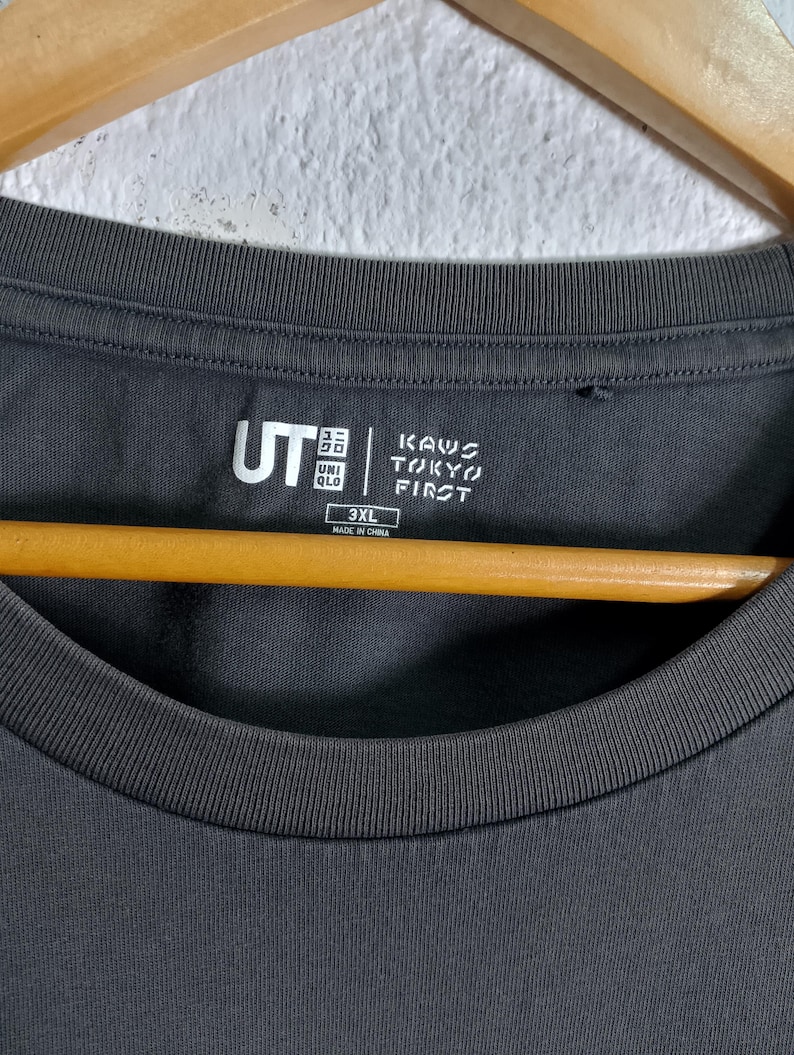 UT
ユニ
クロ
UNI
QLO
KAWS
TOKYO
FIRST
3XL
MADE IN CHINA